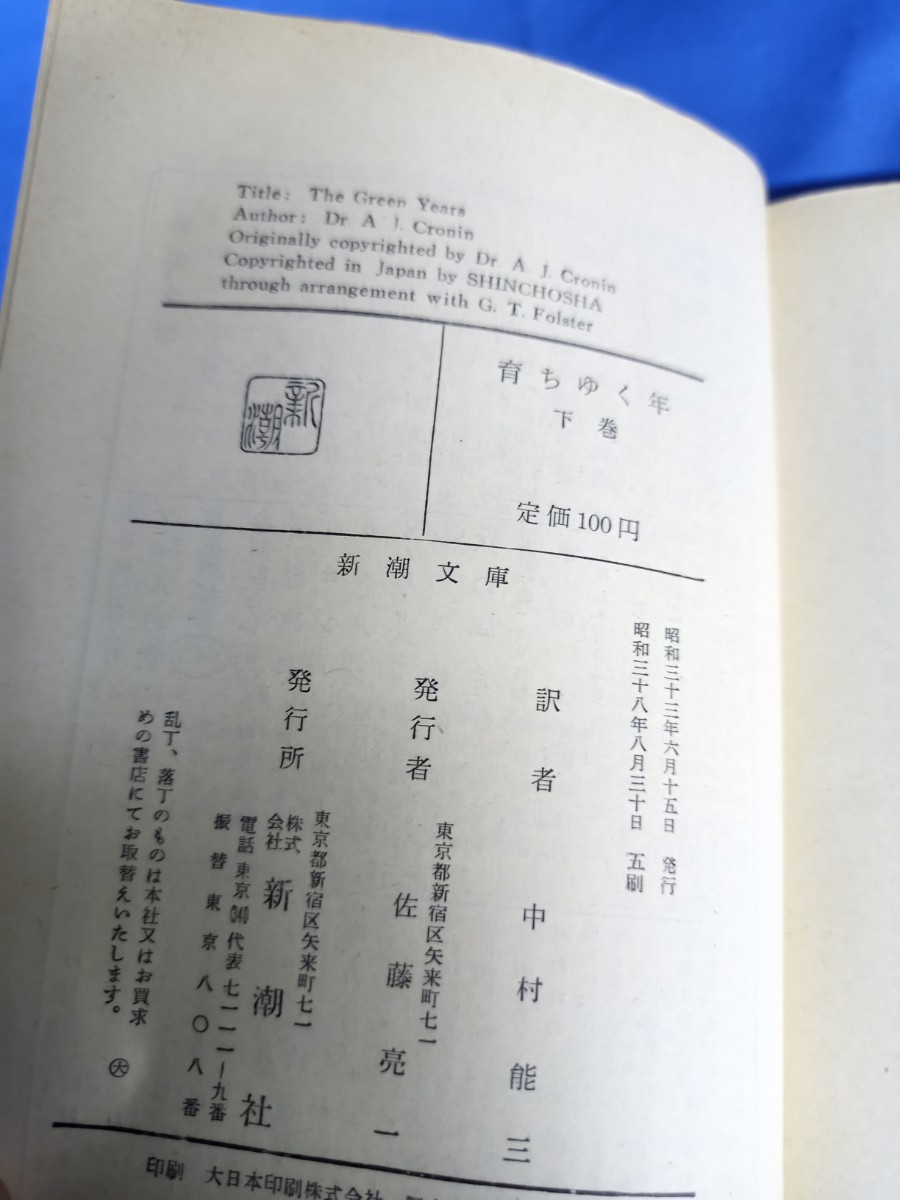 Title: The Green Years
Author: Dr A J. Cronin
Originally copyrighted by Dr. A. J. Cronin
Copyrighted in Japan by SHINCHOSHA
through arrangement with G. T. Folster
育ちゆく年
下巻
定価100円
新潮
新潮文庫
昭和三十三年六月十五日 発行
昭和三十八年八月三十日 五刷
訳者 中村能三
発行者 佐藤亮一
東京都新宿区矢来町七一
発行所 株式会社 新潮社
東京都新宿区矢来町七一
電話東京(340)代表七一一一―九番
振替東京八〇八番
乱丁、落丁のものは本社又はお買求
めの書店にてお取替えいたします。
印刷 大日本印刷株式会社